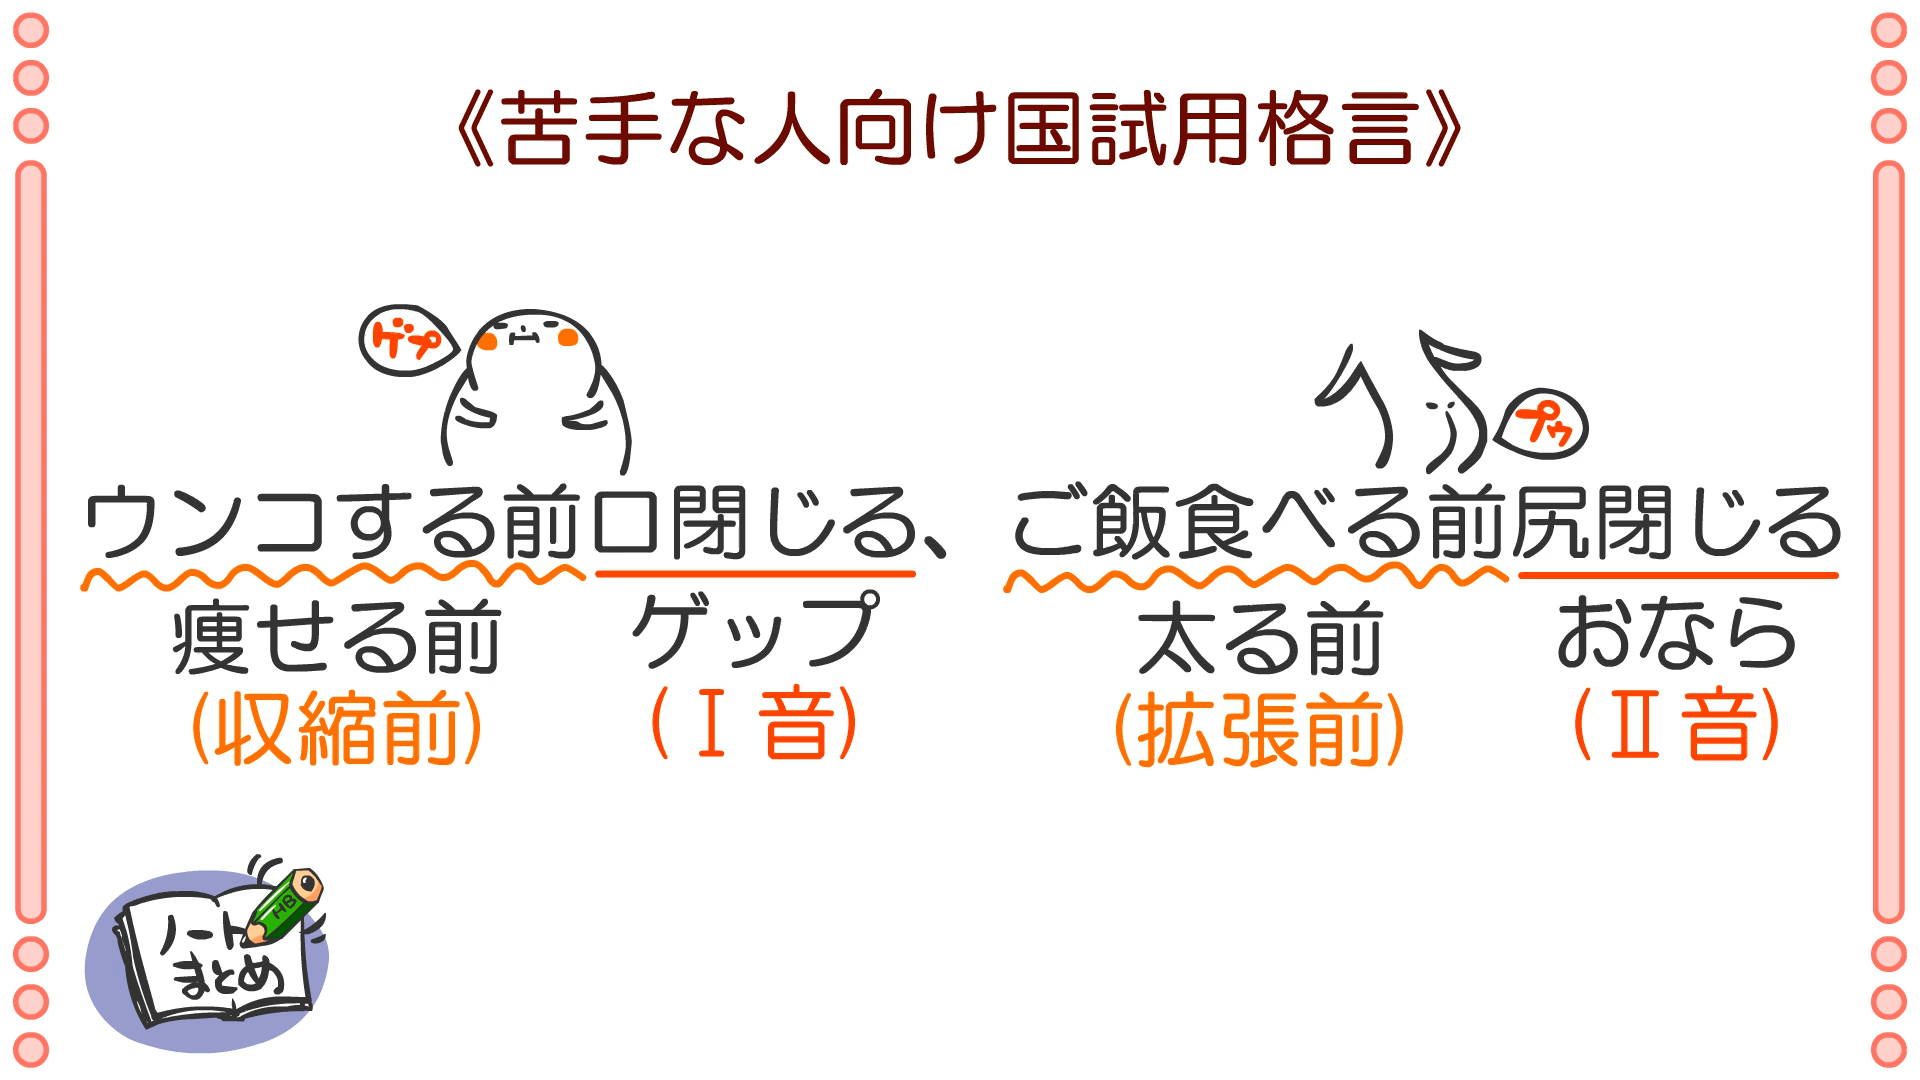 《苦手な人向け国試用格言》
ゲプ
プゥ
ウンコする前口閉じる、ご飯食べる前尻閉じる
痩せる前 ゲップ 太る前 おなら
(収縮前) (Ⅰ音) (拡張前) (Ⅱ音)
HB
ノート
まとめ